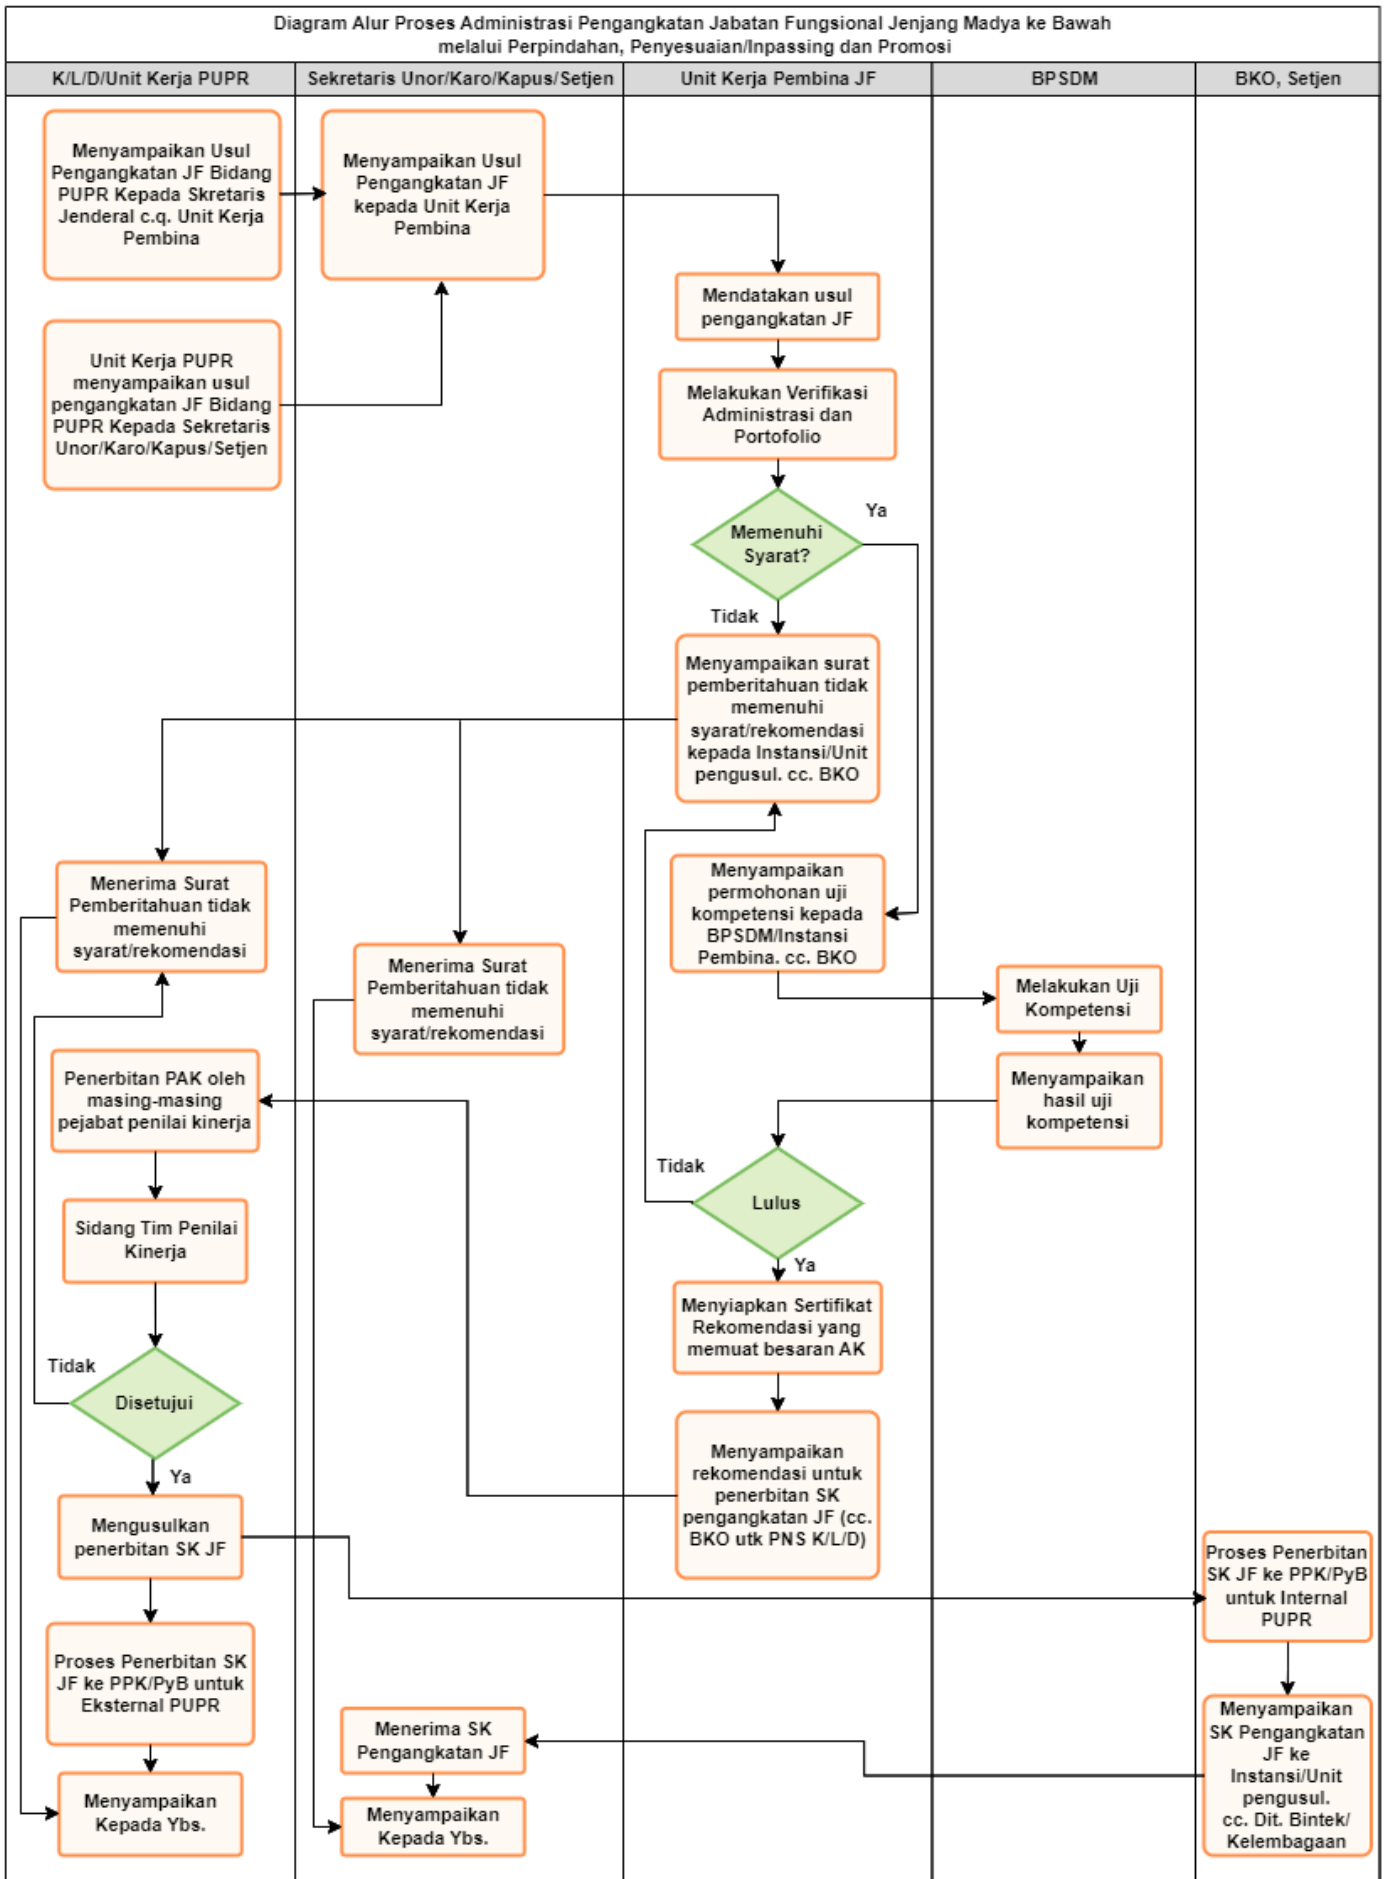 Diagram Alur Proses Administrasi Pengangkatan Jabatan Fungsional Jenjang Madya ke Bawah
melalui Perpindahan, Penyesuaian/Inpassing dan Promosi
K/L/D/Unit Kerja PUPR
Sekretaris Unor/Karo/Kapus/Setjen
Unit Kerja Pembina JF
BPSDM
BKO, Setjen
Menyampaikan Usul
Pengangkatan JF Bidang
PUPR Kepada Skretaris
Jenderal c.q. Unit Kerja
Pembina
Menyampaikan Usul
Pengangkatan JF
kepada Unit Kerja
Pembina
Mendatakan usul
pengangkatan JF
Unit Kerja PUPR
menyampaikan usul
pengangkatan JF Bidang
PUPR Kepada Sekretaris
Unor/Karo/Kapus/Setjen
Melakukan Verifikasi
Administrasi dan
Portofolio
Ya
Memenuhi
Syarat?
Tidak
Menyampaikan surat
pemberitahuan tidak
memenuhi
syarat/rekomendasi
kepada Instansi/Unit
pengusul. cc. BKO
Menerima Surat
Pemberitahuan tidak
memenuhi
syarat/rekomendasi
Menerima Surat
Pemberitahuan tidak
memenuhi
syarat/rekomendasi
Menyampaikan
permohonan uji
kompetensi kepada
BPSDM/Instansi
Pembina. cc. BKO
Melakukan Uji
Kompetensi
Menyampaikan
hasil uji
kompetensi
Penerbitan PAK oleh
masing-masing
pejabat penilai kinerja
Tidak
Lulus
Ya
Sidang Tim Penilai
Kinerja
Menyiapkan Sertifikat
Rekomendasi yang
memuat besaran AK
Tidak
Disetujui
Ya
Menyampaikan
rekomendasi untuk
penerbitan SK
pengangkatan JF (cc.
BKO utk PNS K/L/D)
Mengusulkan
penerbitan SK JF
Proses Penerbitan
SK JF ke PPK/PyB
untuk Internal
PUPR
Proses Penerbitan SK
JF ke PPK/PyB untuk
Eksternal PUPR
Menerima SK
Pengangkatan JF
Menyampaikan
SK Pengangkatan
JF ke
Instansi/Unit
pengusul.
cc. Dit. Bintek/
Kelembagaan
Menyampaikan
Kepada Ybs.
Menyampaikan
Kepada Ybs.